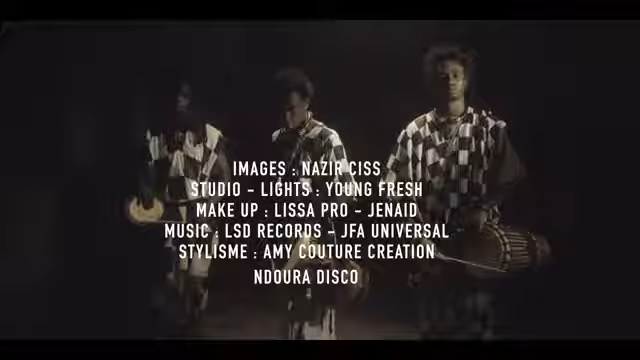 IMAGES : NAZIR CISS
STUDIO - LIGHTS : YOUNG FRESH
MAKE UP : LISSA PRO - JENAID
MUSIC : LSD RECORDS - JFA UNIVERSAL
STYLISME : AMY COUTURE CREATION
NDOURA DISCO